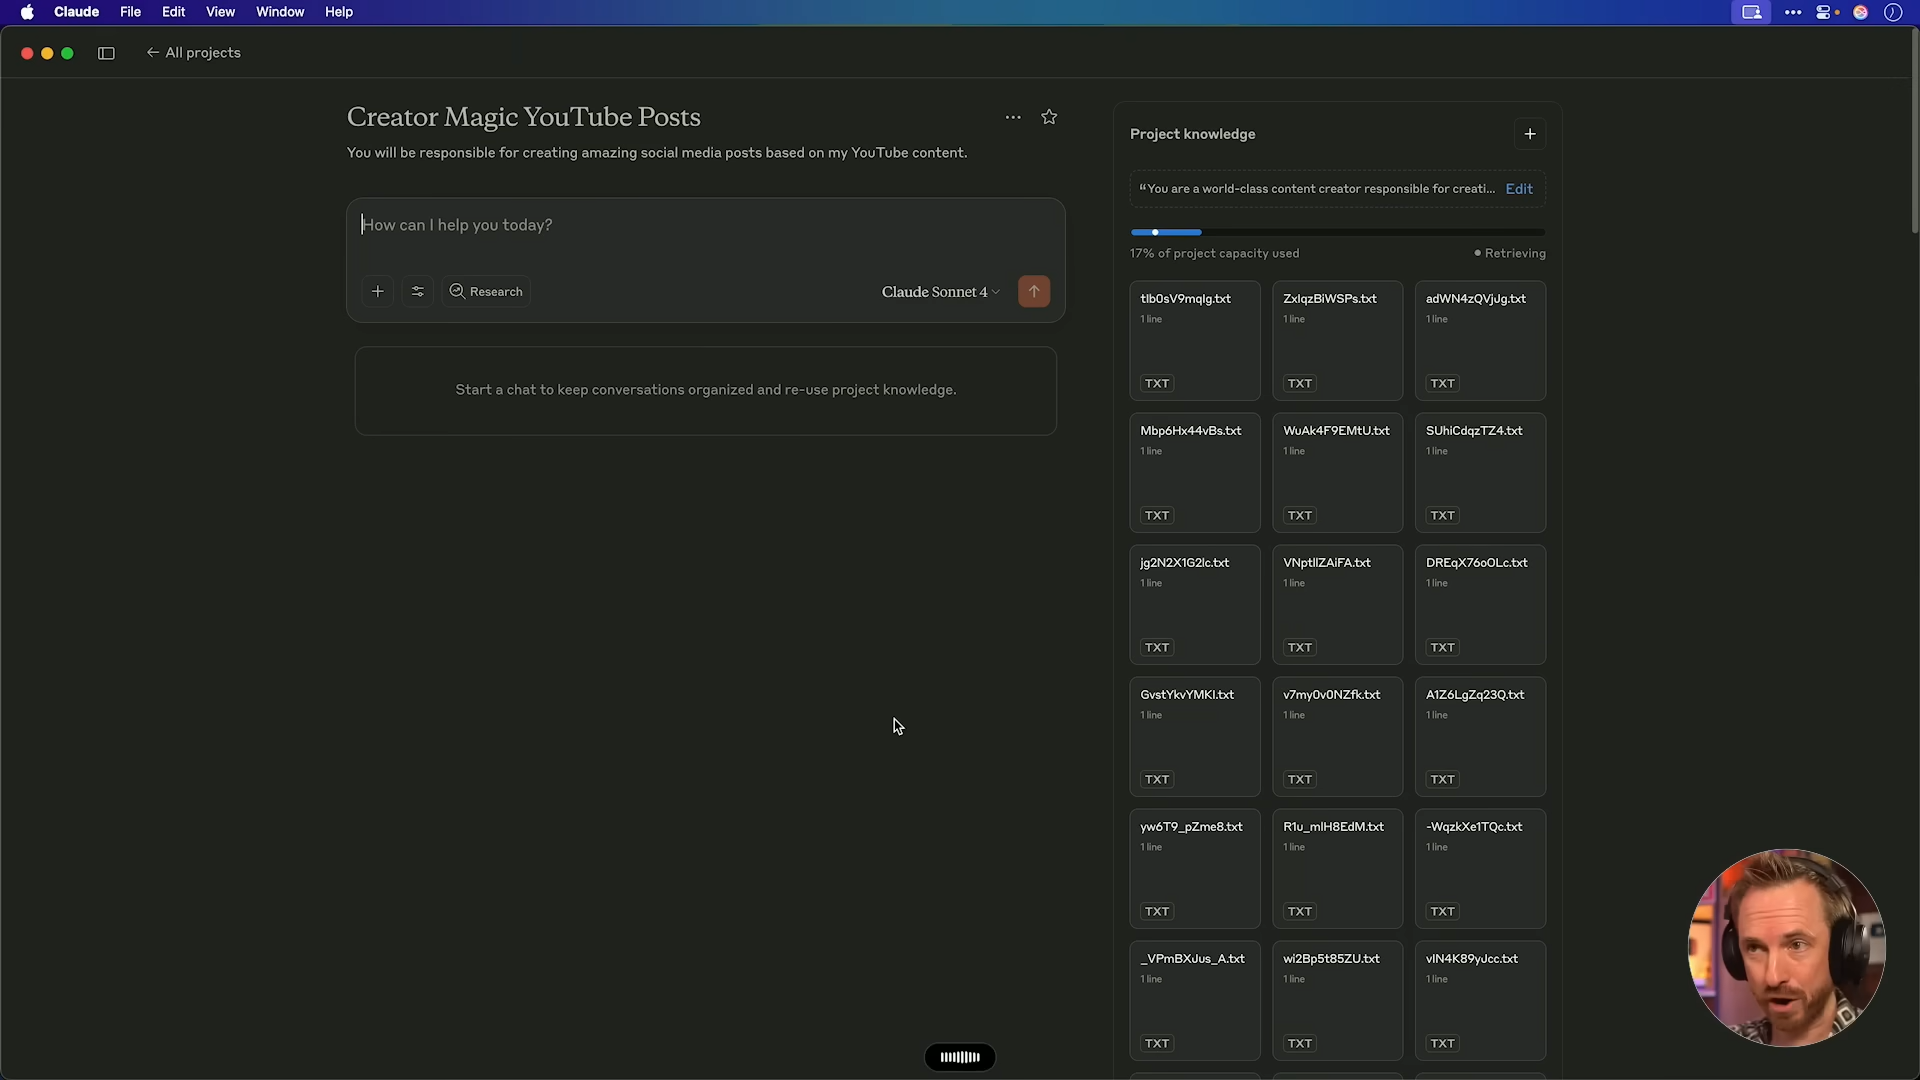 Claude File Edit View Window Help
All projects
Creator Magic YouTube Posts
You will be responsible for creating amazing social media posts based on my YouTube content.
How can I help you today?
Research
Claude Sonnet 4
Start a chat to keep conversations organized and re-use project knowledge.
Project knowledge
“You are a world-class content creator responsible for creati... Edit
17% of project capacity used
Retrieving
tlb0sV9mqlg.txt ZxlqzBiWSPs.txt adWN4zQVjJg.txt
1 line 1 line 1 line
TXT TXT TXT
Mbp6Hx44vBs.txt WuAk4F9EMtU.txt SUhiCdqzTZ4.txt
1 line 1 line 1 line
TXT TXT TXT
jg2N2X1G2lc.txt VNptllZAiFA.txt DREqX76oOLc.txt
1 line 1 line 1 line
TXT TXT TXT
GvstYkvYMKI.txt v7my0v0NZfk.txt A1Z6LgZq23Q.txt
1 line 1 line 1 line
TXT TXT TXT
yw6T9_pZme8.txt R1u_mlH8EdM.txt -WqzkXe1TQc.txt
1 line 1 line 1 line
TXT TXT TXT
_VPmBXJus_A.txt wi2Bp5t85ZU.txt vlN4K89yJcc.txt
1 line 1 line 1 line
TXT TXT TXT